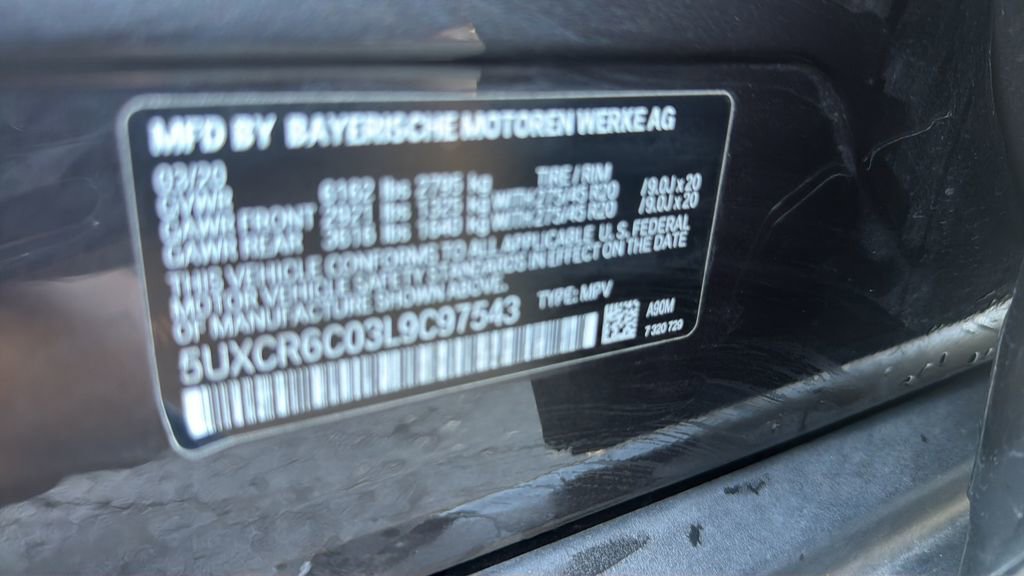 MFD BY BAYERISCHE MOTOREN WERKE AG
03/20
GVWR 6162 lbs 2795 kg TIRE / RIM
GAWR FRONT 2921 lbs 1325 kg WITH 275/45 R20 /9.0J x 20
GAWR REAR lbs kg WITH 275/45 R20 /9.0J x 20
THIS VEHICLE CONFORMS TO ALL APPLICABLE U.S. FEDERAL
MOTOR VEHICLE SAFETY STANDARDS IN EFFECT ON THE DATE
OF MANUFACTURE SHOWN ABOVE.
5UXCR6C03L9C97543 TYPE: MPV
A90M
7 320 729